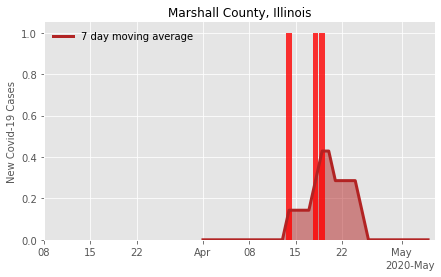 Marshall County, Illinois
7 day moving average
New Covid-19 Cases
1.0
0.8
0.6
0.4
0.2
0.0
08 15 22 Apr 08 15 22 May
2020-May